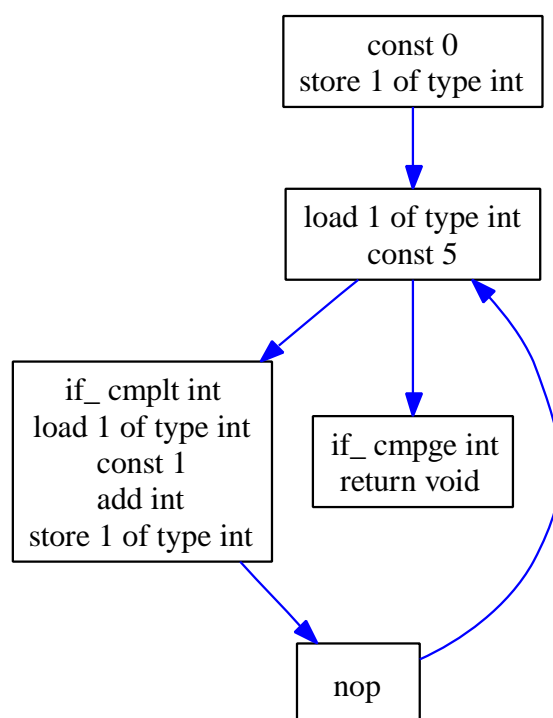 const 0
store 1 of type int
load 1 of type int
const 5
if_ cmplt int
load 1 of type int
const 1
add int
store 1 of type int
if_ cmpge int
return void
nop